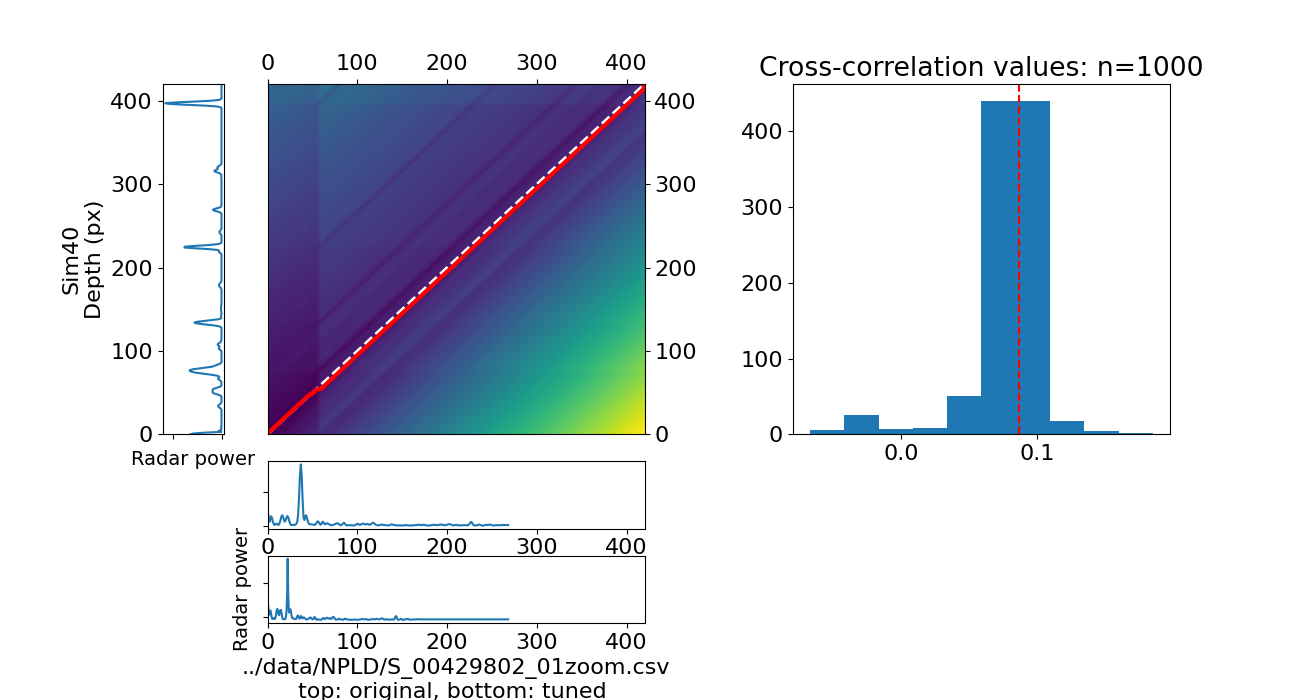 0 100 200 300 400
Cross-correlation values: n=1000
400
300
200
100
0
Sim40
Depth (px)
Radar power
400
300
200
100
0
400
300
200
100
0
0.0 0.1
0 100 200 300 400
Radar power
0 100 200 300 400
../data/NPLD/S_00429802_01zoom.csv
top: original, bottom: tuned